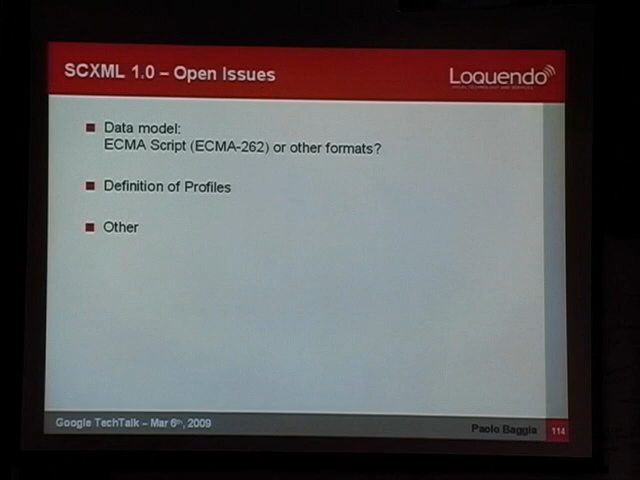 SCXML 1.0 – Open Issues
Loquendo
Data model:
ECMA Script (ECMA-262) or other formats?
Definition of Profiles
Other
Google TechTalk – Mar 6th, 2009
Paolo Baggia
114